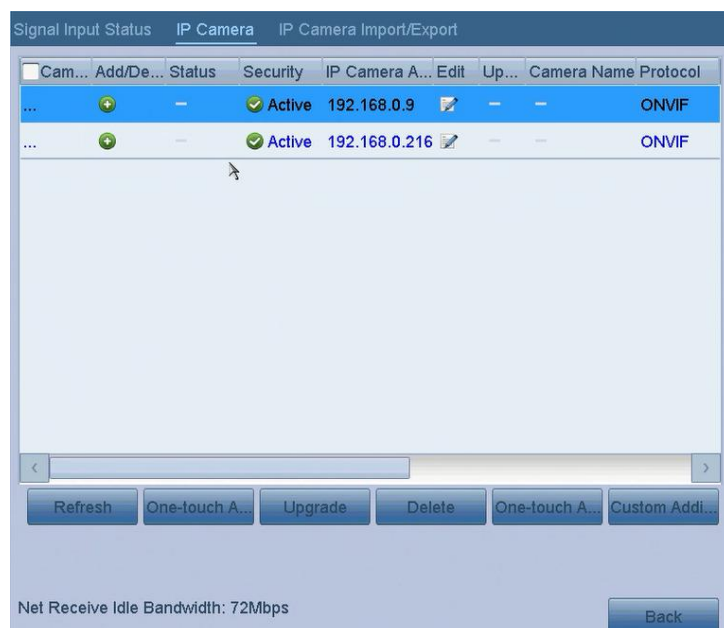 Signal Input Status IP Camera IP Camera Import/Export
Cam... Add/De... Status Security IP Camera A... Edit Up... Camera Name Protocol
... — Active 192.168.0.9 — — ONVIF
... — Active 192.168.0.216 — — ONVIF
Refresh One-touch A... Upgrade Delete One-touch A... Custom Addi...
Net Receive Idle Bandwidth: 72Mbps
Back